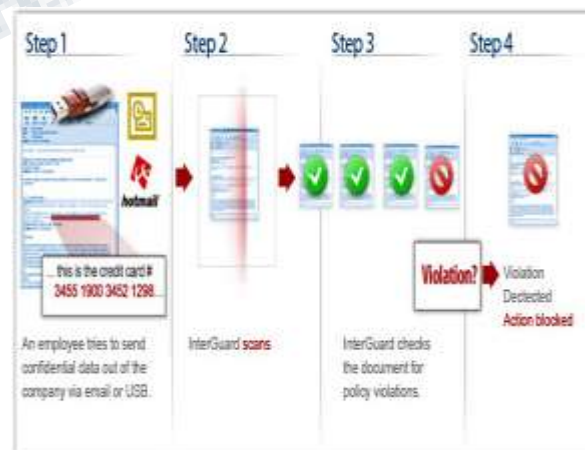 Step 1
Step 2
Step 3
Step 4
hotmail
... this is the credit card #
3455 1900 3452 1298...
Violation?
Violation
Dectected
Action blocked
An employee tries to send
confidential data out of the
company via email or USB.
InterGuard scans
InterGuard checks
the document for
policy violations.